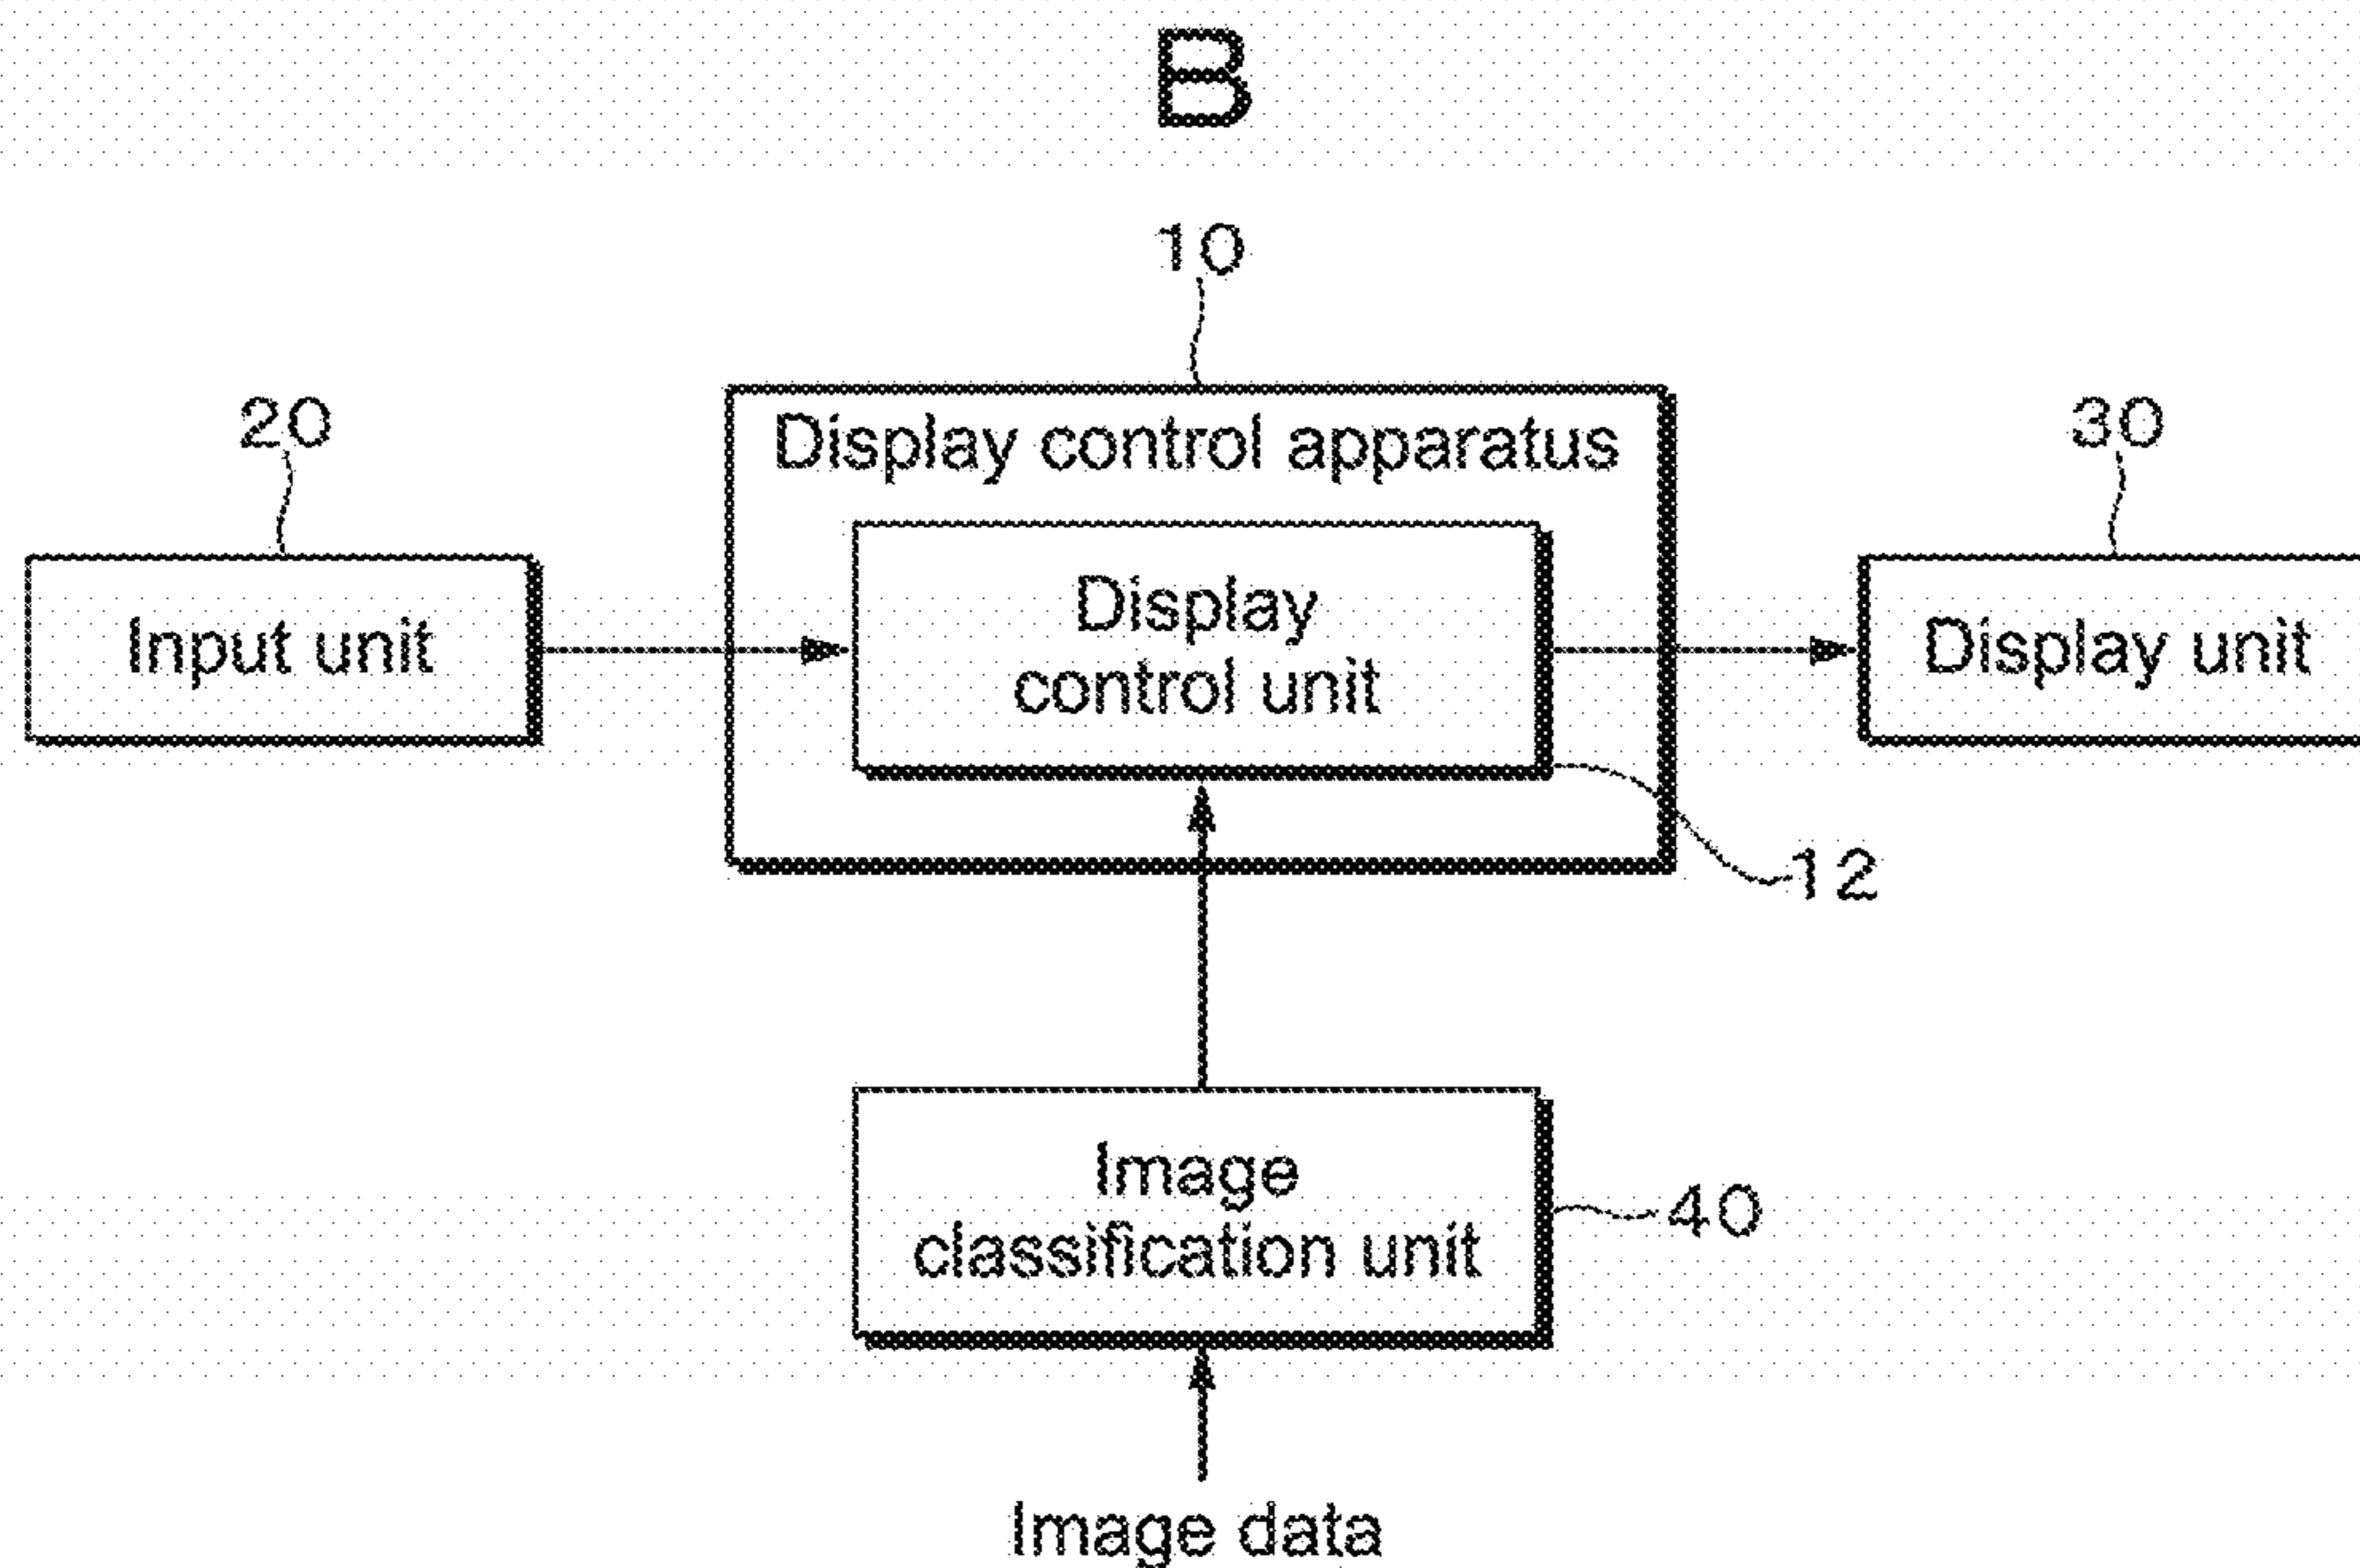 B
10
20
Display control apparatus
30
Input unit
Display
control unit
Display unit
12
Image
classification unit
40
Image data